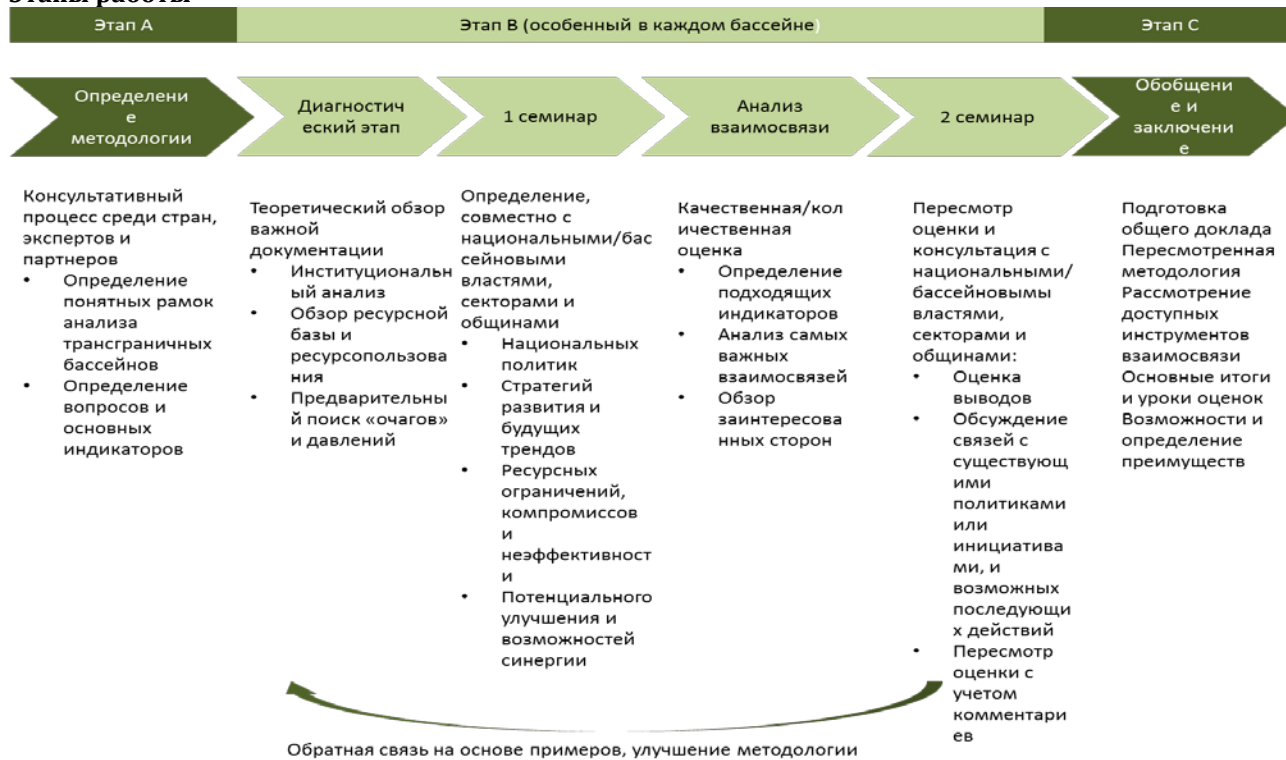 Этапы работы
Этап А
Этап В (особенный в каждом бассейне)
Этап С
Определени
е
методологии
Диагностич
еский этап
1 семинар
Анализ
взаимосвязи
2 семинар
Обобщени
е и
заключени
е
Консультативный
процесс среди стран,
экспертов и
партнеров
• Определение
понятных рамок
анализа
трансграничных
бассейнов
• Определение
вопросов и
основных
индикаторов
Теоретический обзор
важной
документации
• Институциональн
ый анализ
• Обзор ресурсной
базы и
ресурсопользова
ния
• Предварительны
й поиск «очагов»
и давлений
Определение,
совместно с
национальными/бас
сейновыми
властями,
секторами и
общинами
• Национальных
политик
• Стратегий
развития и
будущих
трендов
• Ресурсных
ограничений,
компромиссов
и
неэффективност
и
• Потенциального
улучшения и
возможностей
синергии
Качественная/кол
ичественная
оценка
• Определение
подходящих
индикаторов
• Анализ самых
важных
взаимосвязей
• Обзор
заинтересова
нных сторон
Пересмотр
оценки и
консультация с
национальными/
бассейновымы
властями,
секторами и
общинами:
• Оценка
выводов
• Обсуждение
связей с
существующ
ими
политиками
или
инициатива
ми, и
возможных
последующи
х действий
• Пересмотр
оценки с
учетом
комментари
ев
Подготовка
общего доклада
Пересмотренная
методология
Рассмотрение
доступных
инструментов
взаимосвязи
Основные итоги
и уроки оценок
Возможности и
определение
преимуществ
Обратная связь на основе примеров, улучшение методологии